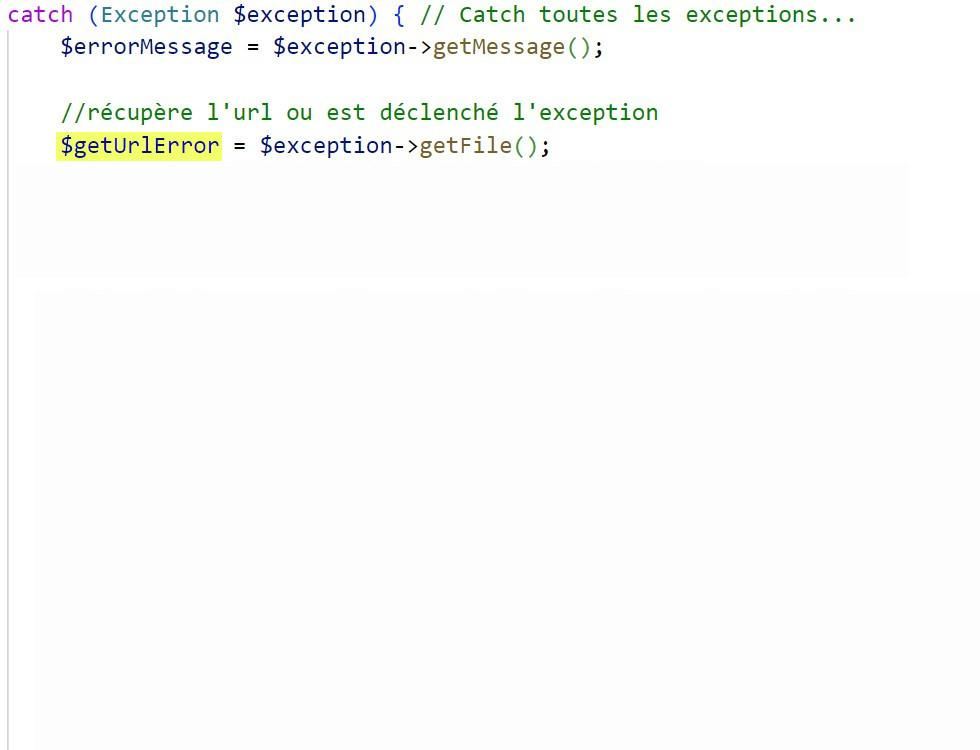 catch (Exception $exception) { // Catch toutes les exceptions...
$errorMessage = $exception->getMessage();
//récupère l'url ou est déclenché l'exception
$getUrlError = $exception->getFile();